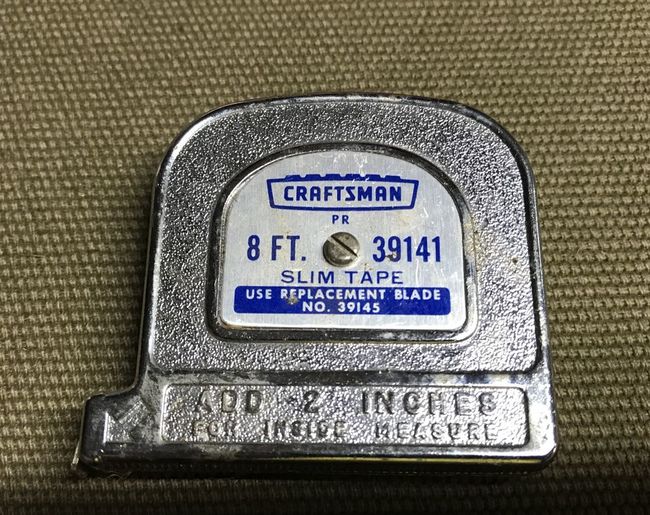 CRAFTSMAN
PR
8 FT. 39141
SLIM TAPE
USE REPLACEMENT BLADE
NO. 39145
ADD 2 INCHES
FOR INSIDE MEASURE